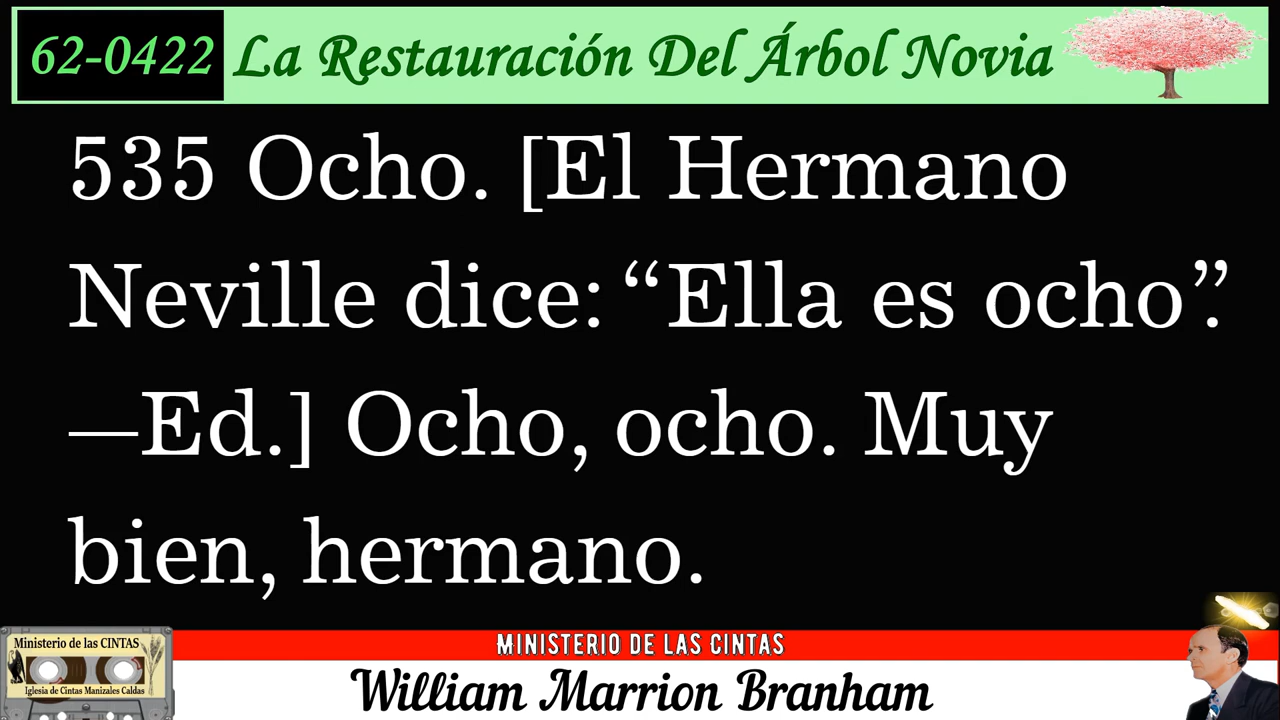 62-0422 La Restauración Del Árbol Novia
535 Ocho. [El Hermano
Neville dice: “Ella es ocho”.
—Ed.] Ocho, ocho. Muy
bien, hermano.
Ministerio de las CINTAS
Iglesia de Cintas Manizales Caldas
MINISTERIO DE LAS CINTAS
William Marrion Branham